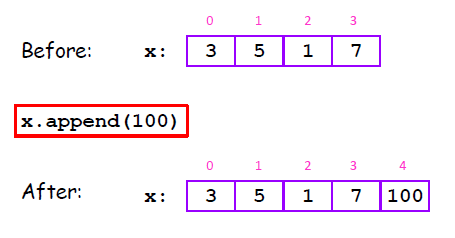 0 1 2 3
Before: x: 3 5 1 7
x.append(100)
0 1 2 3 4
After: x: 3 5 1 7 100